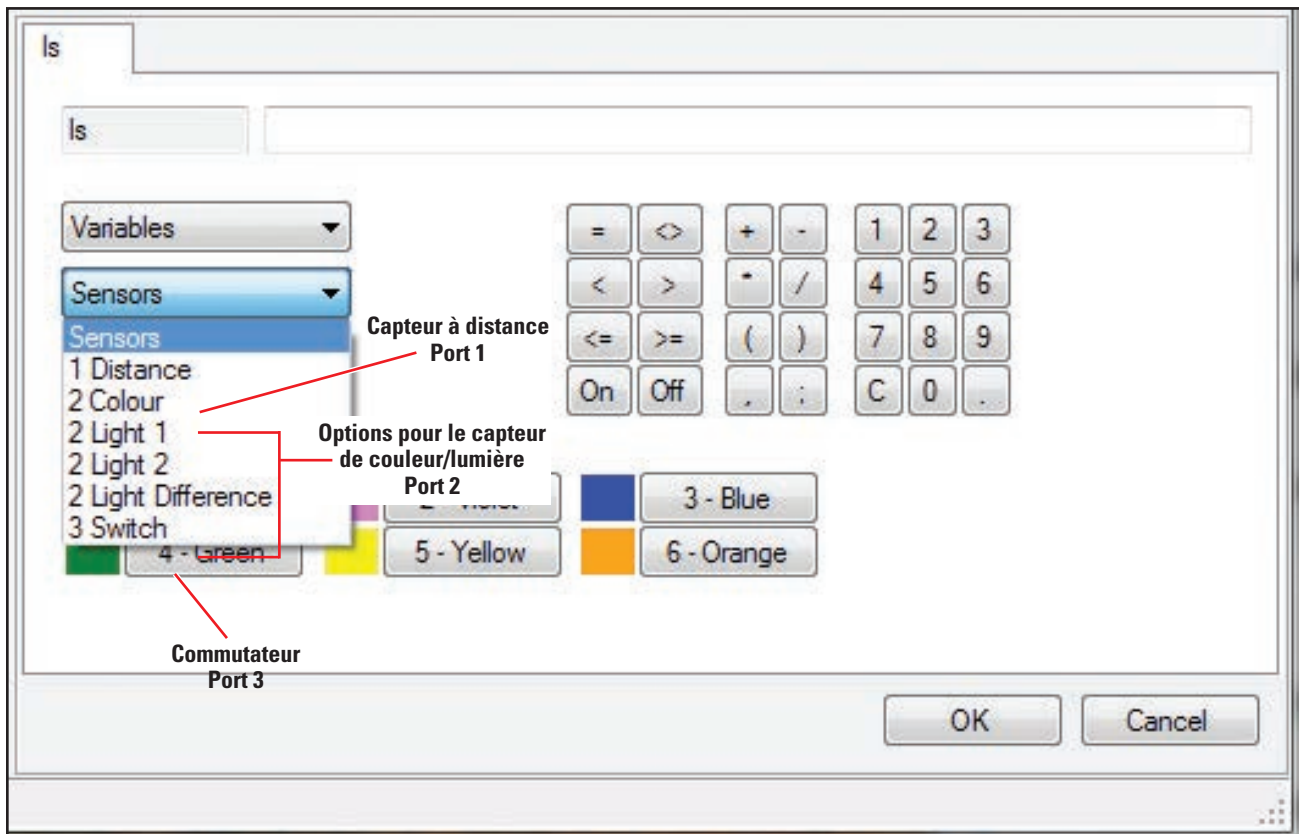 Is
Is
Variables
Sensors
Sensors
1 Distance
2 Colour
2 Light 1
2 Light 2
2 Light Difference
3 Switch
Capteur à distance
Port 1
Options pour le capteur
de couleur/lumière
Port 2
Commutateur
Port 3
= <> + - 1 2 3
< > * / 4 5 6
<= >= ( ) 7 8 9
On Off , ; C 0 .
3 - Blue
4 - Green
5 - Yellow
6 - Orange
OK
Cancel